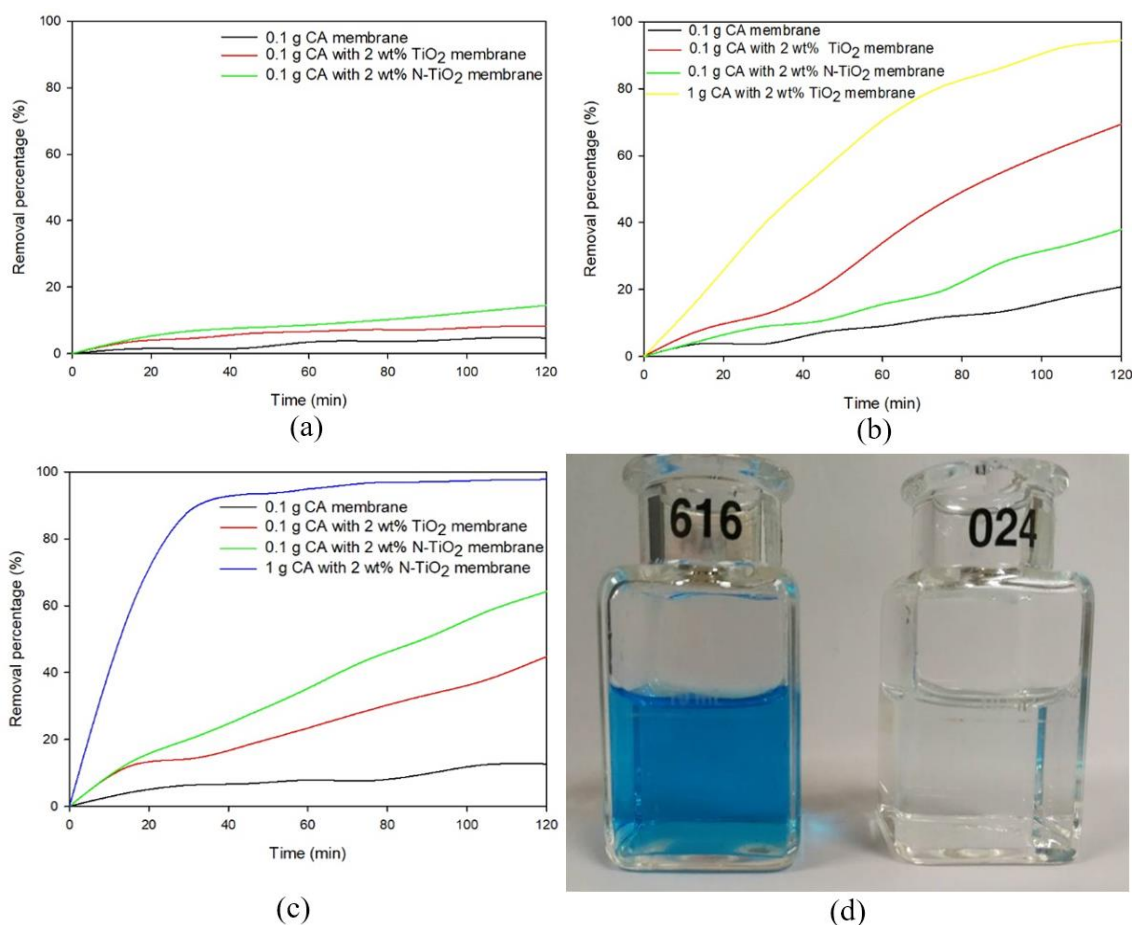 100
80
60
40
20
0
Removal percentage (%)
0.1 g CA membrane
0.1 g CA with 2 wt% TiO₂ membrane
0.1 g CA with 2 wt% N-TiO₂ membrane
0 20 40 60 80 100 120
Time (min)
(a)
100
80
60
40
20
0
Removal percentage (%)
0.1 g CA membrane
0.1 g CA with 2 wt% TiO₂ membrane
0.1 g CA with 2 wt% N-TiO₂ membrane
1 g CA with 2 wt% TiO₂ membrane
0 20 40 60 80 100 120
Time (min)
(b)
100
80
60
40
20
0
Removal percentage (%)
0.1 g CA membrane
0.1 g CA with 2 wt% TiO₂ membrane
0.1 g CA with 2 wt% N-TiO₂ membrane
1 g CA with 2 wt% N-TiO₂ membrane
0 20 40 60 80 100 120
Time (min)
(c)
616
024
(d)